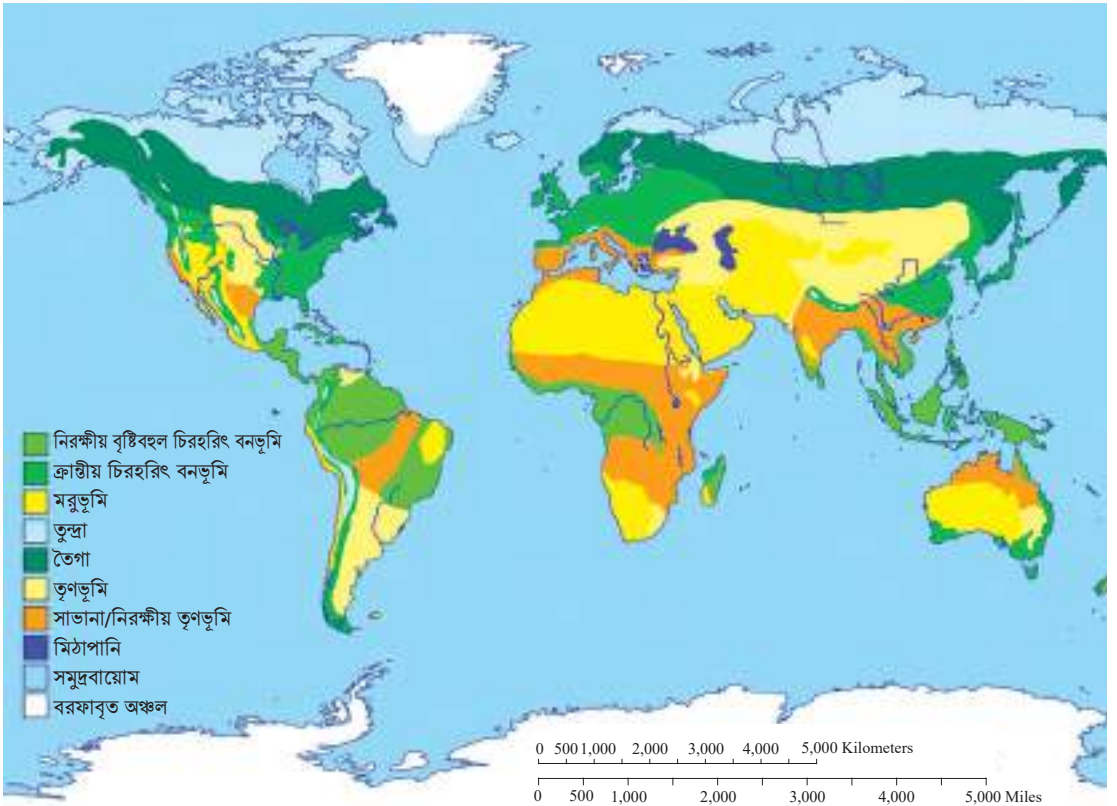 নিরক্ষীয় বৃষ্টিবহুল চিরহরিৎ বনভূমি
ক্রান্তীয় চিরহরিৎ বনভূমি
মরুভূমি
তুন্দ্রা
তৈগা
তৃণভূমি
সাভানা/নিরক্ষীয় তৃণভূমি
মিঠাপানি
সমুদ্রবায়োম
বরফাবৃত অঞ্চল
0 500 1,000 2,000 3,000 4,000 5,000 Kilometers
0 500 1,000 2,000 3,000 4,000 5,000 Miles